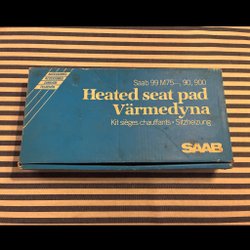 Saab 99 M75–, 90, 900
Heated seat pad
Värmedyna
Kit sièges chauffants • Sitzheizung
SAAB